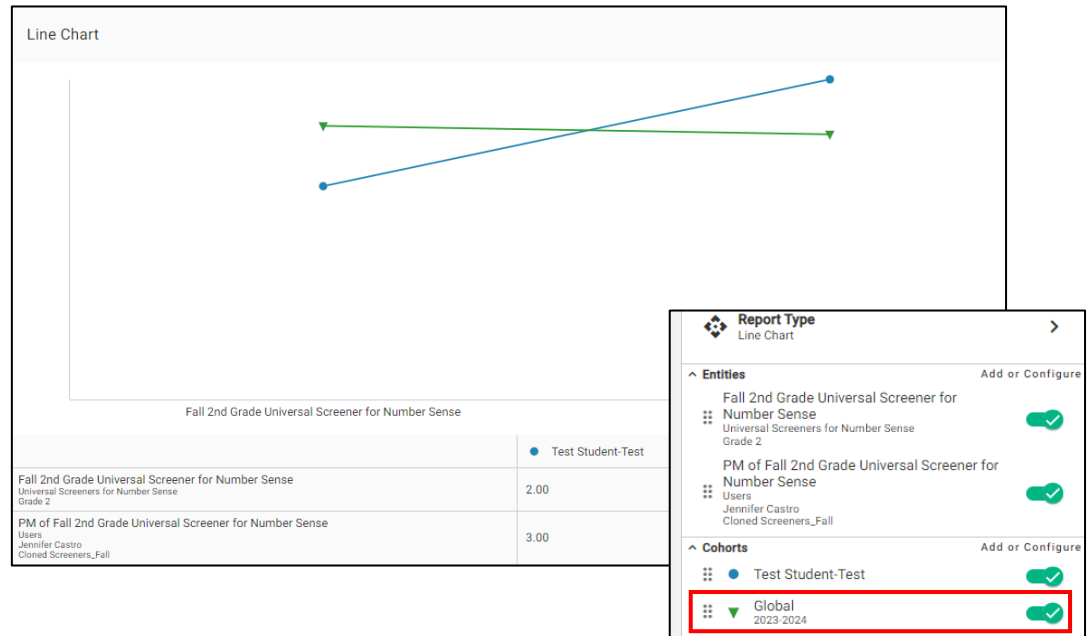 Line Chart
Fall 2nd Grade Universal Screener for Number Sense
Test Student-Test
Fall 2nd Grade Universal Screener for Number Sense
Universal Screeners for Number Sense
Grade 2
2.00
PM of Fall 2nd Grade Universal Screener for Number Sense
Users
Jennifer Castro
Cloned Screeners_Fall
3.00
Report Type
Line Chart
Entities
Add or Configure
Fall 2nd Grade Universal Screener for
Number Sense
Universal Screeners for Number Sense
Grade 2
PM of Fall 2nd Grade Universal Screener for
Number Sense
Users
Jennifer Castro
Cloned Screeners_Fall
Cohorts
Add or Configure
Test Student-Test
Global
2023-2024